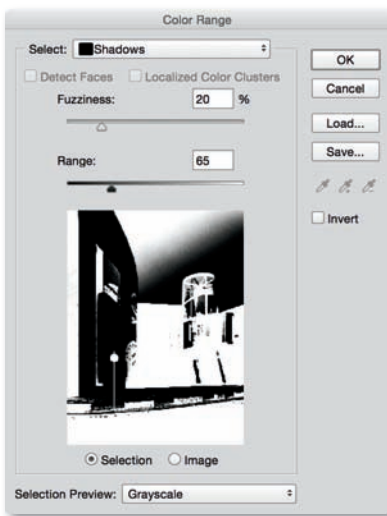 Color Range
Select: Shadows
OK
Detect Faces Localized Color Clusters
Cancel
Fuzziness: 20 %
Load...
Save...
Range: 65
Invert
Selection Image
Selection Preview: Grayscale